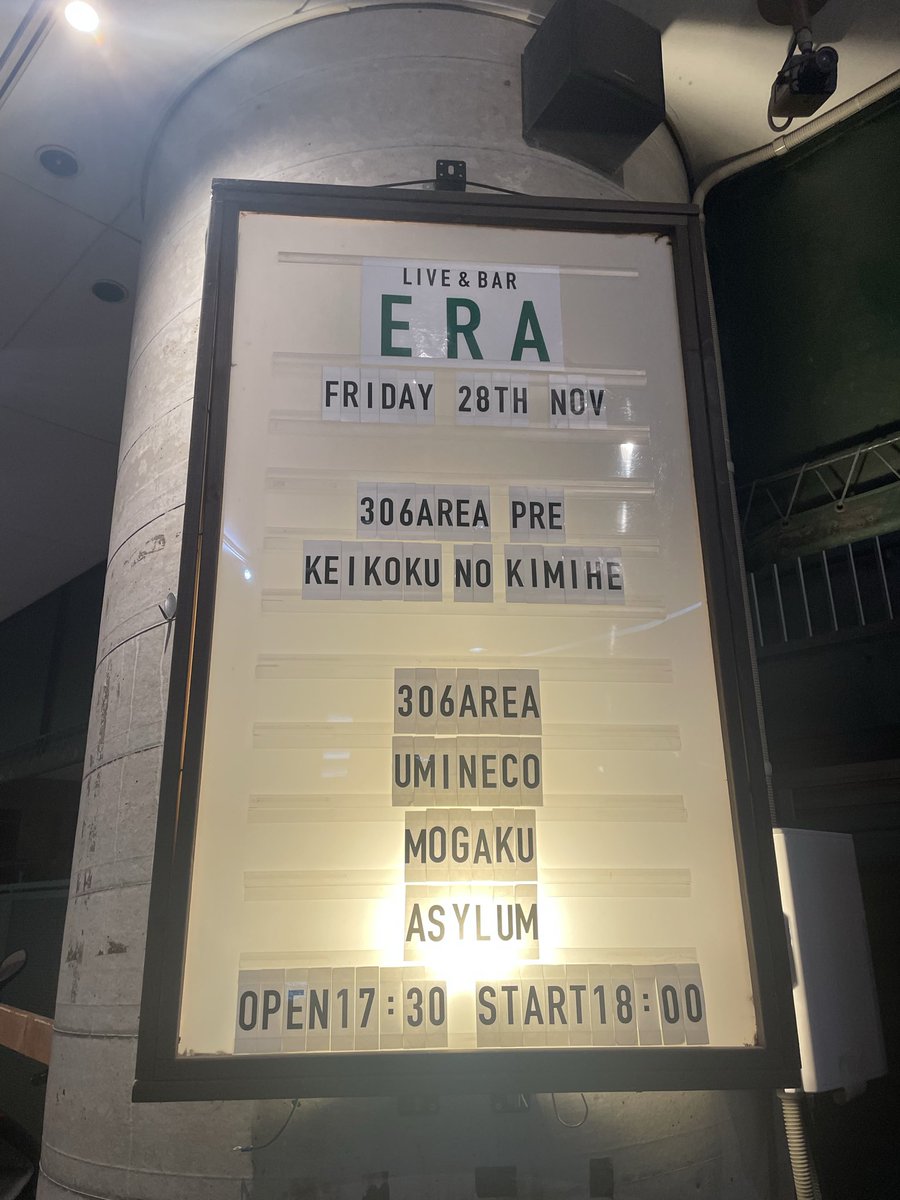 LIVE & BAR
ERA
FRIDAY 28TH NOV
306AREA PRE
KEIKOKU NO KIMIHE
306AREA
UMINECO
MOGAKU
ASYLUM
OPEN17:30 START18:00